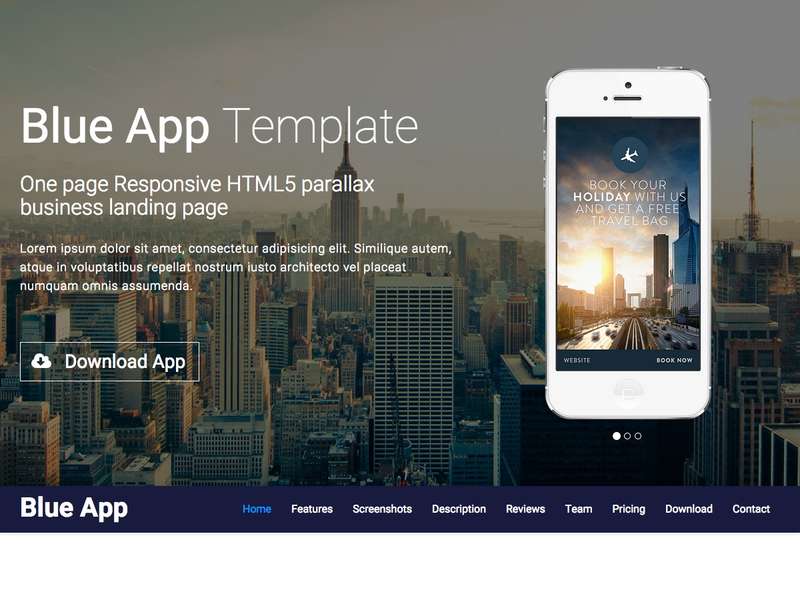 Blue App Template
One page Responsive HTML5 parallax
business landing page
Lorem ipsum dolor sit amet, consectetur adipisicing elit. Similique autem,
atque in voluptatibus repellat nostrum iusto architecto vel placeat
numquam omnis assumenda.
Download App
BOOK YOUR
HOLIDAY WITH US
AND GET A FREE
TRAVEL BAG
WEBSITE BOOK NOW
Blue App Home Features Screenshots Description Reviews Team Pricing Download Contact